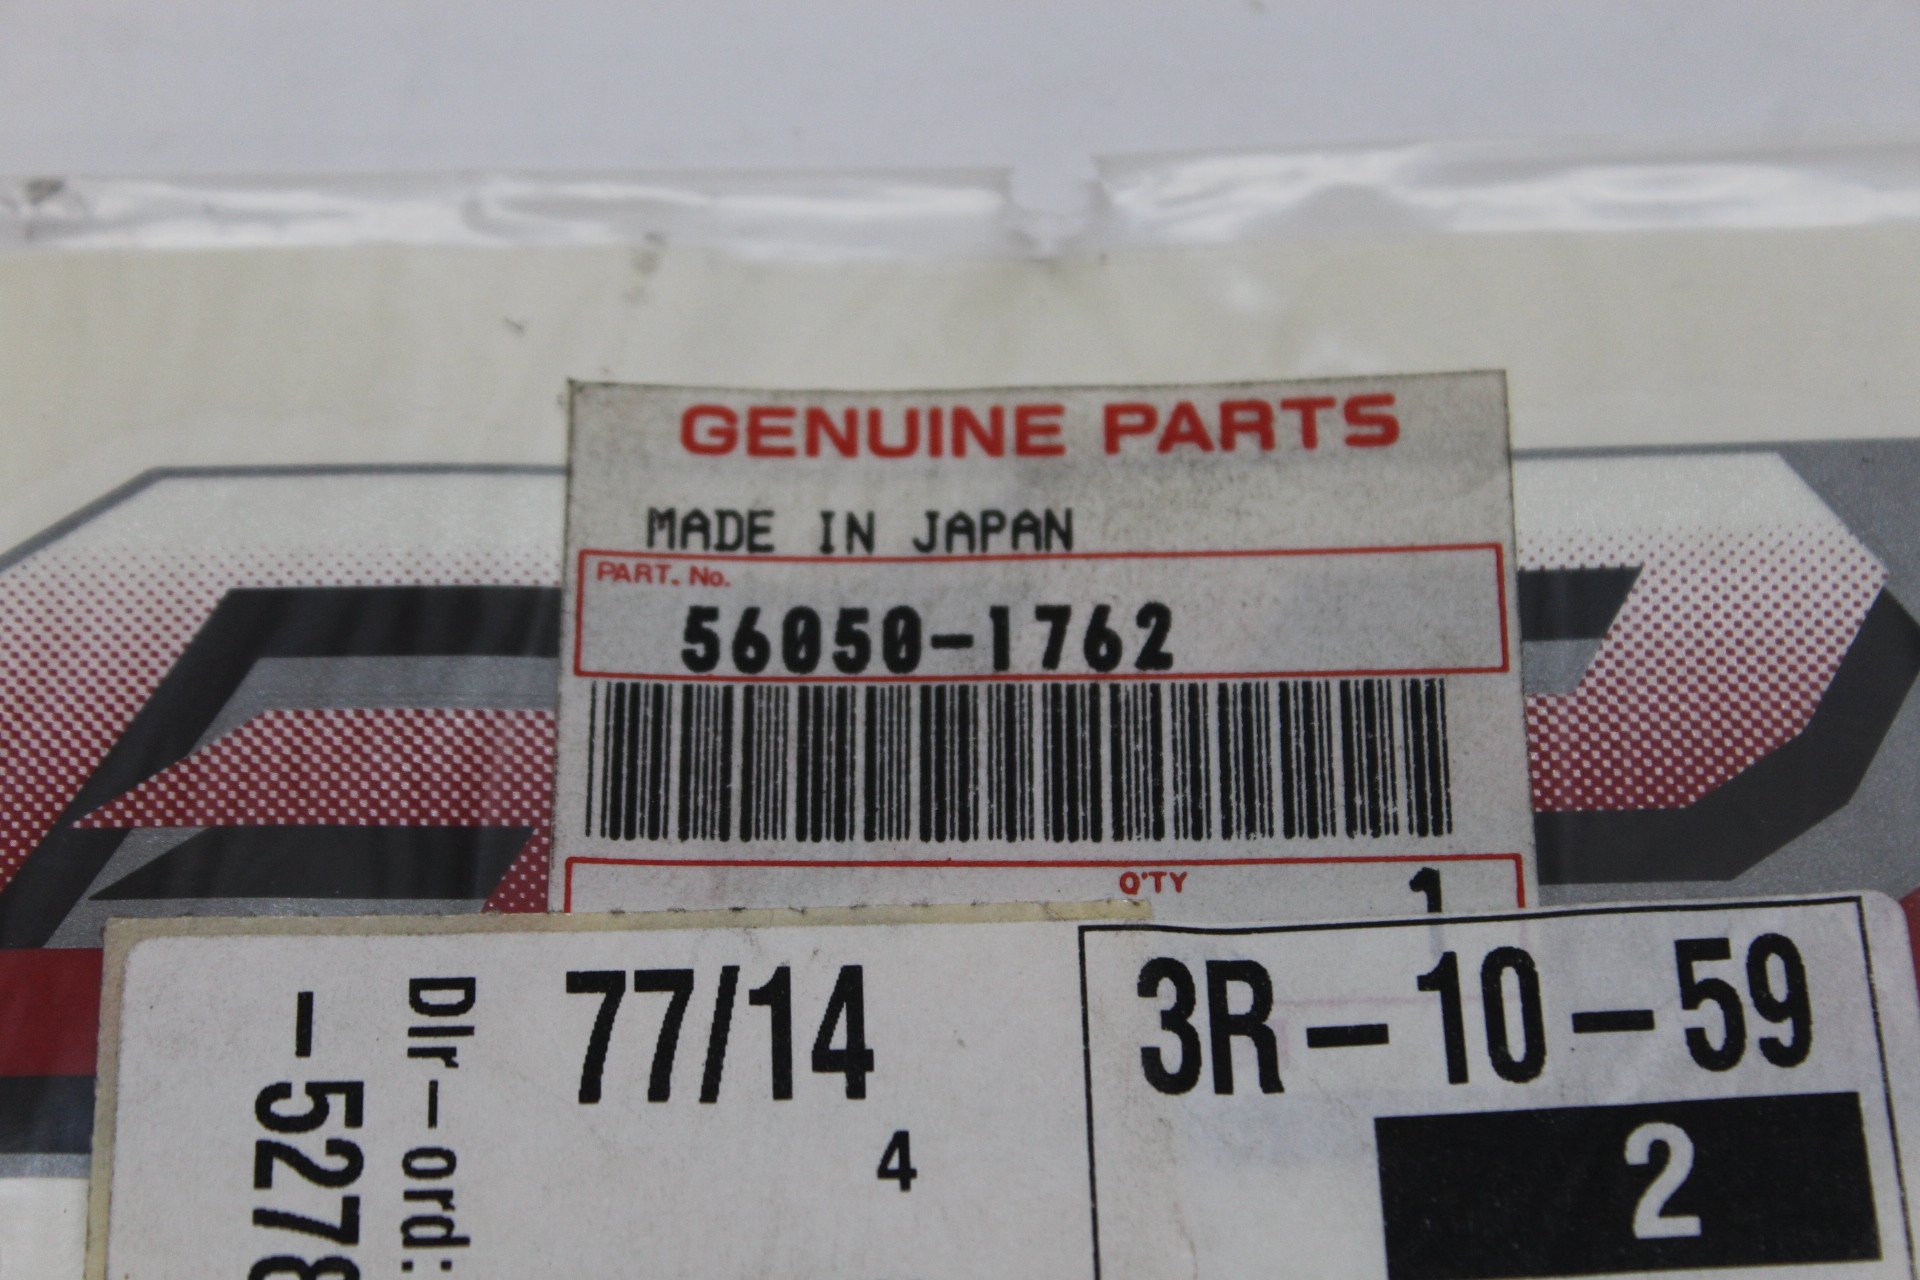 GENUINE PARTS
MADE IN JAPAN
PART. No.
56050-1762
Q'TY 1
77/14
4
3R-10-59
2
Dlr-ord:
-5278